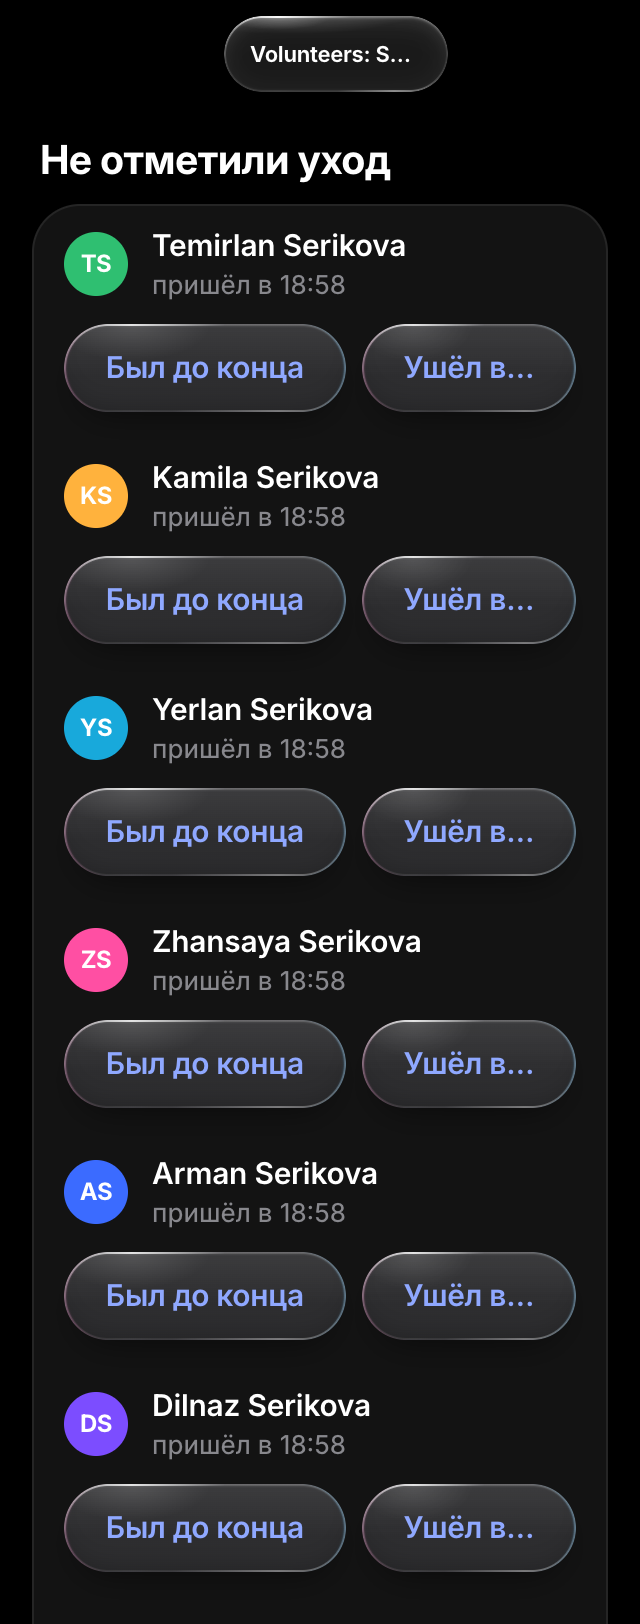 Volunteers: S...
Не отметили уход
TS
Temirlan Serikova
пришёл в 18:58
Был до конца
Ушёл в...
KS
Kamila Serikova
пришёл в 18:58
Был до конца
Ушёл в...
YS
Yerlan Serikova
пришёл в 18:58
Был до конца
Ушёл в...
ZS
Zhansaya Serikova
пришёл в 18:58
Был до конца
Ушёл в...
AS
Arman Serikova
пришёл в 18:58
Был до конца
Ушёл в...
DS
Dilnaz Serikova
пришёл в 18:58
Был до конца
Ушёл в...